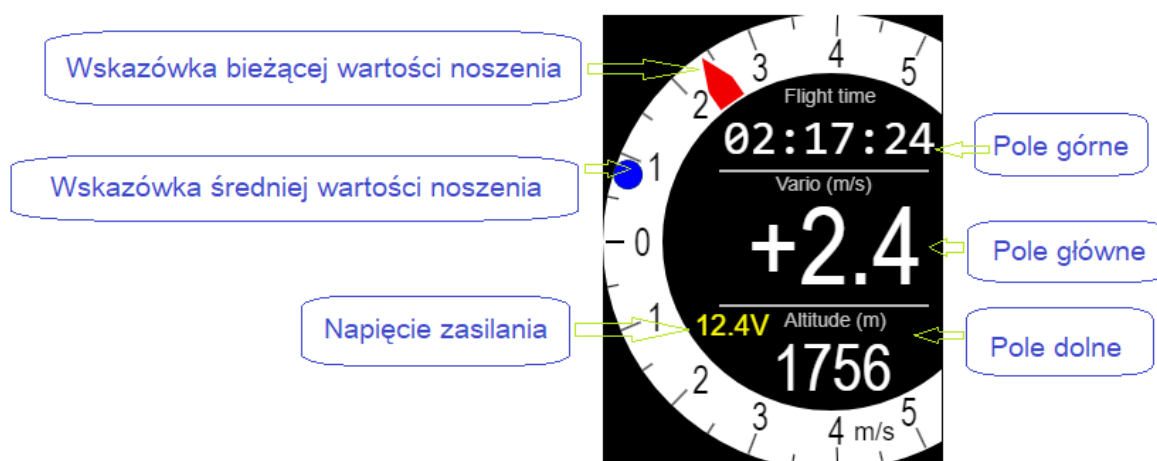 Wskazówka bieżącej wartości noszenia
Wskazówka średniej wartości noszenia
Napięcie zasilania
5
4
3
2
1
0
1
2
3
4 m/s
5
Flight time
02:17:24
Vario (m/s)
+2.4
12.4V
Altitude (m)
1756
Pole górne
Pole główne
Pole dolne